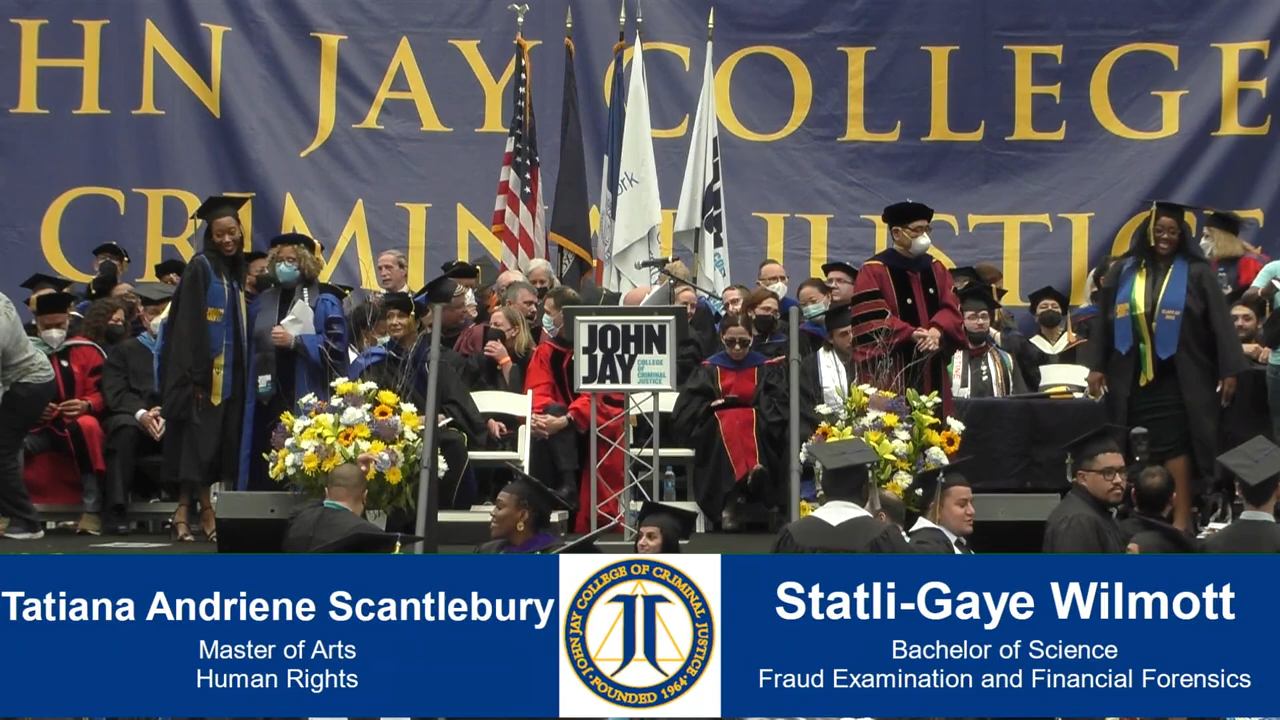 HN JAY COLLEGE
CRIMINAL JUSTICE
ork
JOHN
JAY
COLLEGE
OF
CRIMINAL
JUSTICE
Tatiana Andriene Scantlebury
Master of Arts
Human Rights
JOHN JAY COLLEGE OF CRIMINAL JUSTICE
• FOUNDED 1964 •
Statli-Gaye Wilmott
Bachelor of Science
Fraud Examination and Financial Forensics